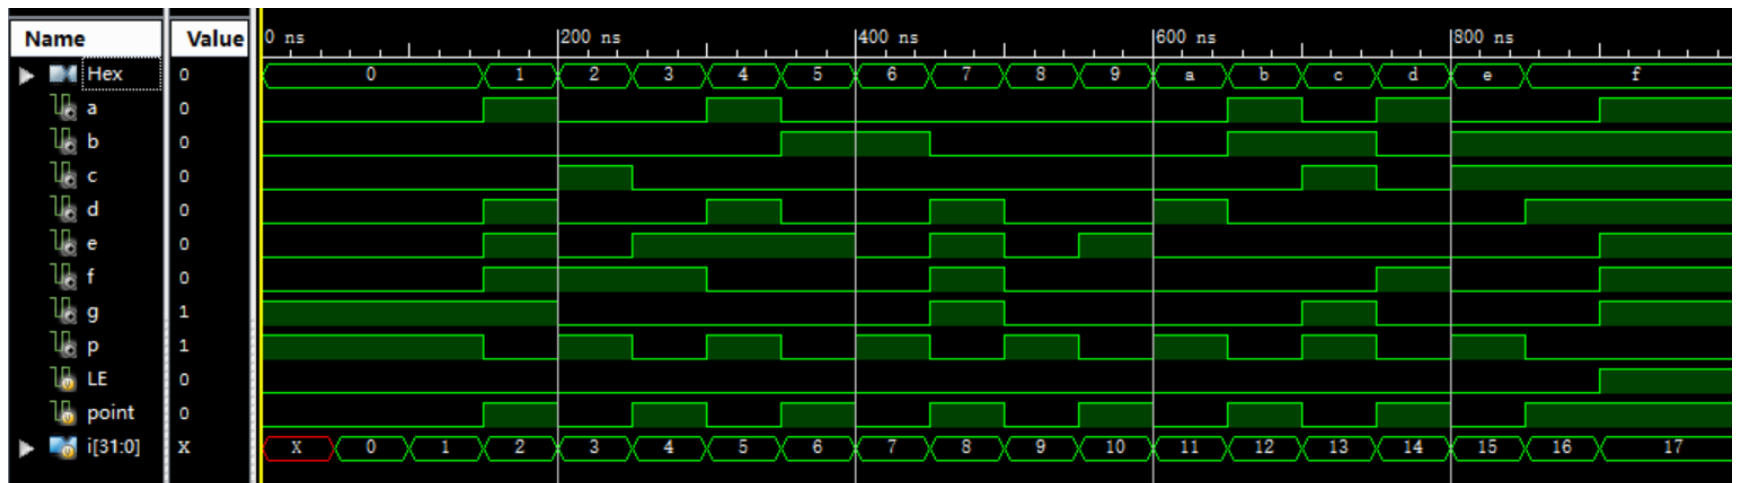 Name Value 0 ns 200 ns 400 ns 600 ns 800 ns
Hex 0 0 1 2 3 4 5 6 7 8 9 a b c d e f
a 0
b 0
c 0
d 0
e 0
f 0
g 1
p 1
LE 0
point 0
i[31:0] X X 0 1 2 3 4 5 6 7 8 9 10 11 12 13 14 15 16 17